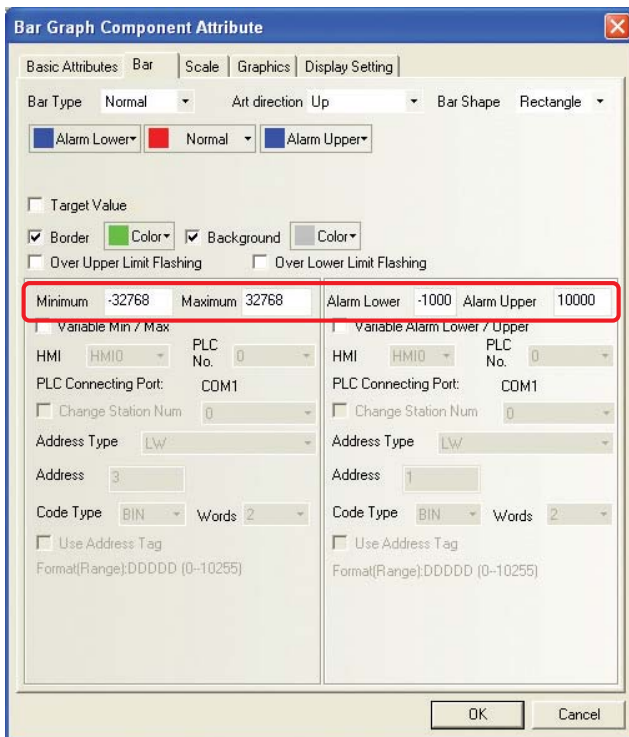 Bar Graph Component Attribute
Basic Attributes Bar Scale Graphics Display Setting
Bar Type Normal Art direction Up Bar Shape Rectangle
Alarm Lower Normal Alarm Upper
Target Value
Border Color Background Color
Over Upper Limit Flashing Over Lower Limit Flashing
Minimum -32768 Maximum 32768 Alarm Lower -1000 Alarm Upper 10000
Variable Min / Max Variable Alarm Lower / Upper
HMI HMI0 PLC No. 0 HMI HMI0 PLC No. 0
PLC Connecting Port: COM1 PLC Connecting Port: COM1
Change Station Num 0 Change Station Num 0
Address Type LW Address Type LW
Address 3 Address 1
Code Type BIN Words 2 Code Type BIN Words 2
Use Address Tag Use Address Tag
Format(Range):DDDDD (0--10255) Format(Range):DDDDD (0--10255)
OK Cancel